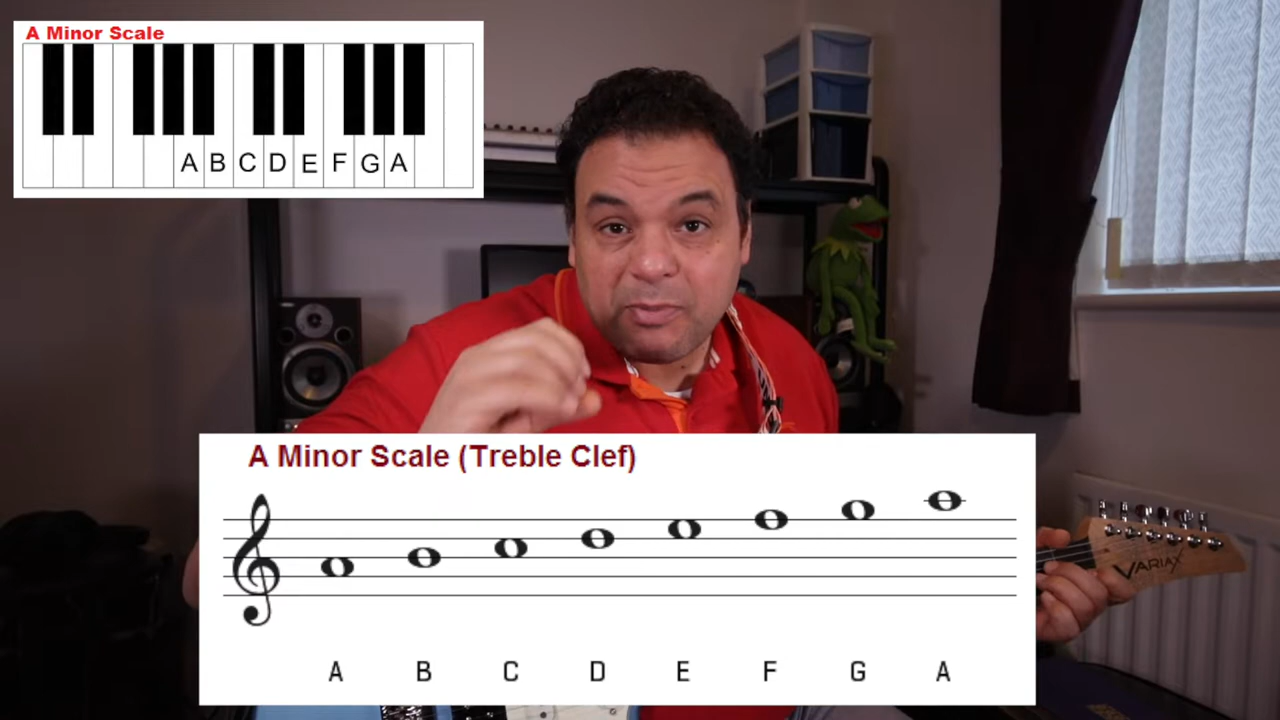 A Minor Scale
A B C D E F G A
A Minor Scale (Treble Clef)
A B C D E F G A
VARIAX